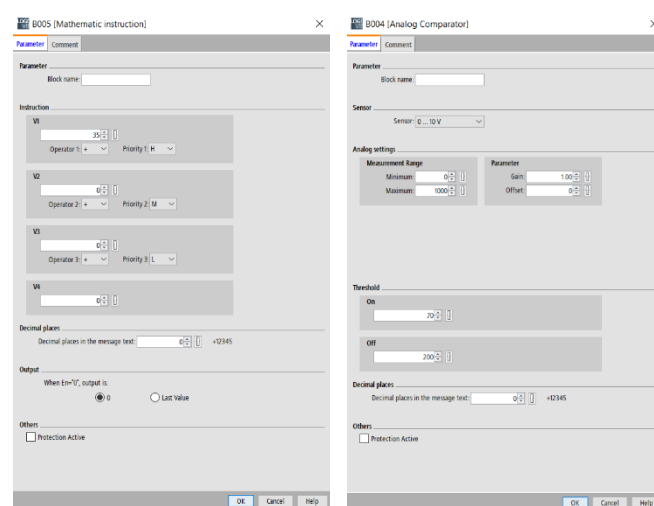 B005 [Mathematic instruction]
Parameter Comment
Parameter
Block name:
Instruction
V1
35
Operator 1: + Priority 1: H
V2
0
Operator 2: + Priority 2: M
V3
0
Operator 3: + Priority 3: L
V4
0
Decimal places
Decimal places in the message text: 0 +12345
Output
When En="0", output is:
0 Last Value
Others
Protection Active
OK Cancel Help
B004 [Analog Comparator]
Parameter Comment
Parameter
Block name:
Sensor
Sensor: 0 ... 10 V
Analog settings
Measurement Range
Minimum: 0
Maximum: 1000
Parameter
Gain: 1.00
Offset: 0
Threshold
On
70
Off
200
Decimal places
Decimal places in the message text: 0 +12345
Others
Protection Active
OK Cancel Help